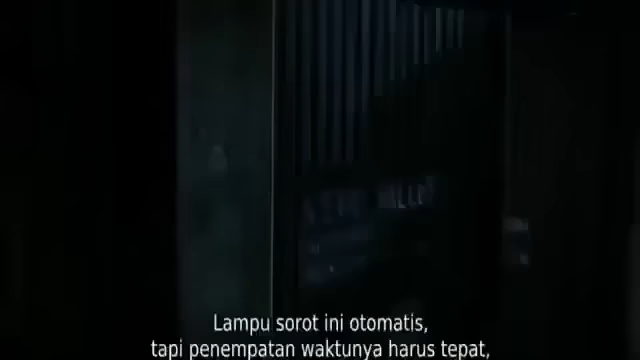 Lampu sorot ini otomatis,
tapi penempatan waktunya harus tepat,